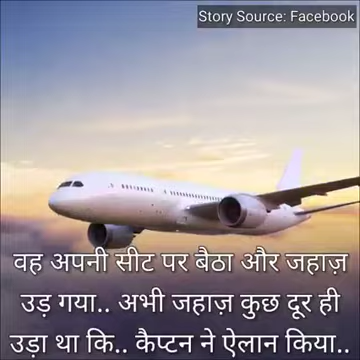 Story Source: Facebook
वह अपनी सीट पर बैठा और जहाज़
उड़ गया.. अभी जहाज़ कुछ दूर ही
उड़ा था कि.. कैप्टन ने ऐलान किया..